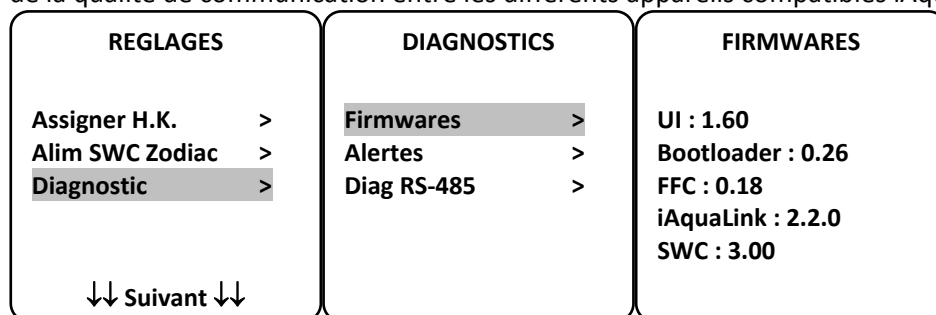 de la qualité de communication entre les différents appareils compatibles
REGLAGES
Assigner H.K. >
Alim SWC Zodiac >
Diagnostic >
↓↓ Suivant ↓↓
DIAGNOSTICS
Firmwares >
Alertes >
Diag RS-485 >
FIRMWARES
UI : 1.60
Bootloader : 0.26
FFC : 0.18
iAquaLink : 2.2.0
SWC : 3.00